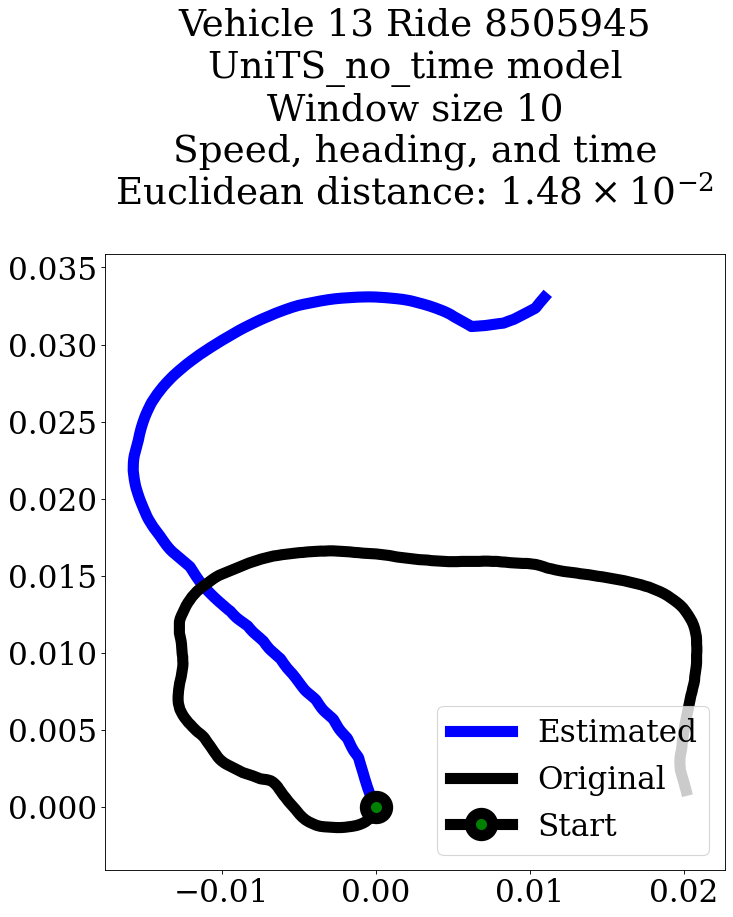 Vehicle 13 Ride 8505945
UniTS_no_time model
Window size 10
Speed, heading, and time
Euclidean distance: 1.48 × 10⁻²
0.035
0.030
0.025
0.020
0.015
0.010
0.005
0.000
Estimated
Original
Start
−0.01 0.00 0.01 0.02